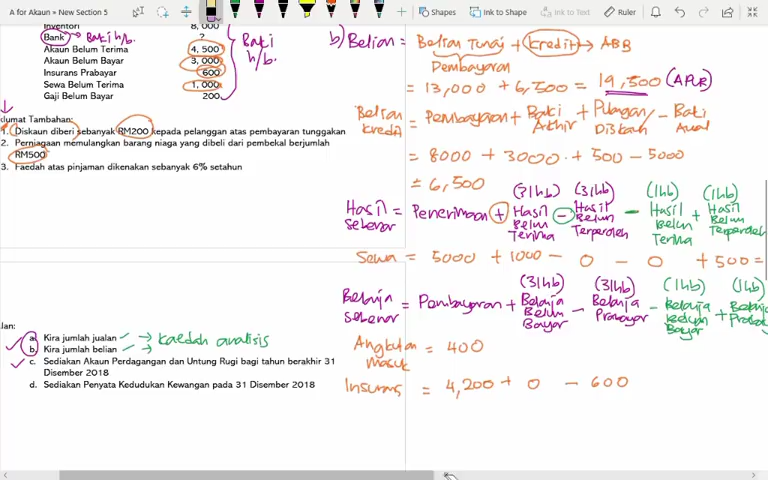 A for Akaun > New Section 5
Shapes
Ink to Shape
Ink to Text
Ruler
Inventori 8, 000
Bank → Baki h/b. ?
Akaun Belum Terima 4, 500
Akaun Belum Bayar 3, 000
Insurans Prabayar 600
Sewa Belum Terima 1, 000
Gaji Belum Bayar 200
Baki
h/b.
lumat Tambahan:
1. Diskaun diberi sebanyak RM200 kepada pelanggan atas pembayaran tunggakan
2. Perniagaan memulangkan barang niaga yang dibeli dari pembekal berjumlah
RM500
3. Faedah atas pinjaman dikenakan sebanyak 6% setahun
lan:
a. Kira jumlah jualan ✓ → kaedah analisis
b. Kira jumlah belian ✓ →
c. Sediakan Akaun Perdagangan dan Untung Rugi bagi tahun berakhir 31
Disember 2018
d. Sediakan Penyata Kedudukan Kewangan pada 31 Disember 2018
b) Belian = Belian Tunai + kredit → ABB
Pembayaran
= 13,000 + 6,500 = 19,500 (APUR)
Belian kredit = Pembayaran + Baki Akhir + Pulangan Diskaun - Baki Awal
= 8000 + 3000 + 500 - 5000
= 6,500
(31hb) (31hb) (1hb) (1hb)
Hasil sebenar = Penerimaan + Hasil Belum Terima - Hasil Belum Terperoleh - Hasil Belum Terima + Hasil Belum Terperoleh
Sewa = 5000 + 1000 - 0 - 0 + 500 =
(31hb) (31hb) (1hb) (1hb)
Belanja sebenar = Pembayaran + Belanja Belum Bayar - Belanja Prabayar - Belanja Belum Bayar + Belanja Prabay
Angkutan masuk = 400
Insurans = 4,200 + 0 - 600